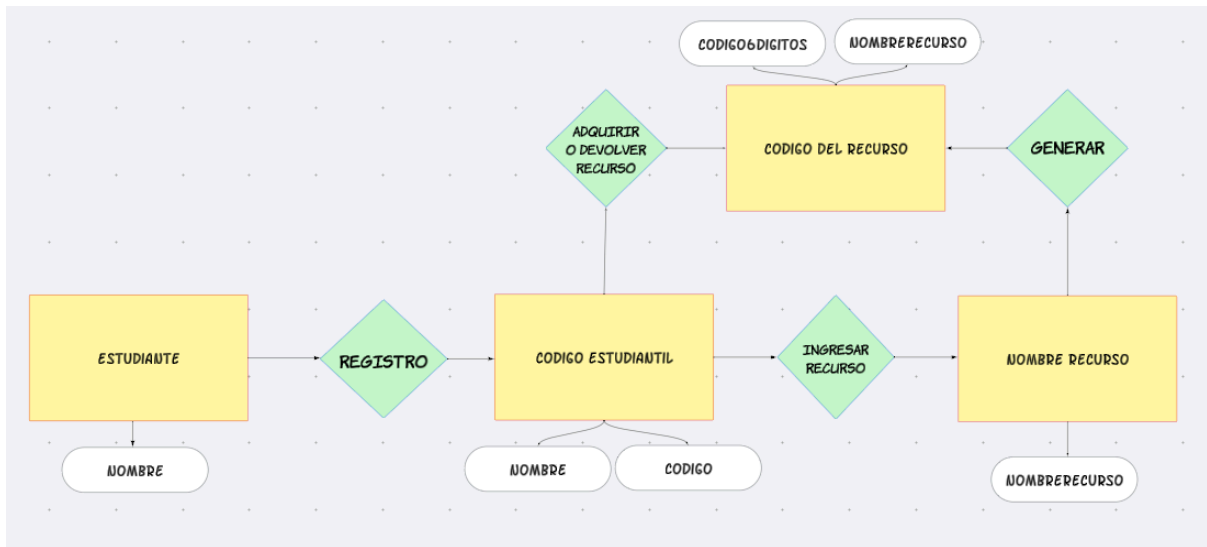 CODIGO6DIGITOS
NOMBRERECURSO
ADQUIRIR
O DEVOLVER
RECURSO
CODIGO DEL RECURSO
GENERAR
ESTUDIANTE
REGISTRO
CODIGO ESTUDIANTIL
INGRESAR
RECURSO
NOMBRE RECURSO
NOMBRE
NOMBRE
CODIGO
NOMBRERECURSO